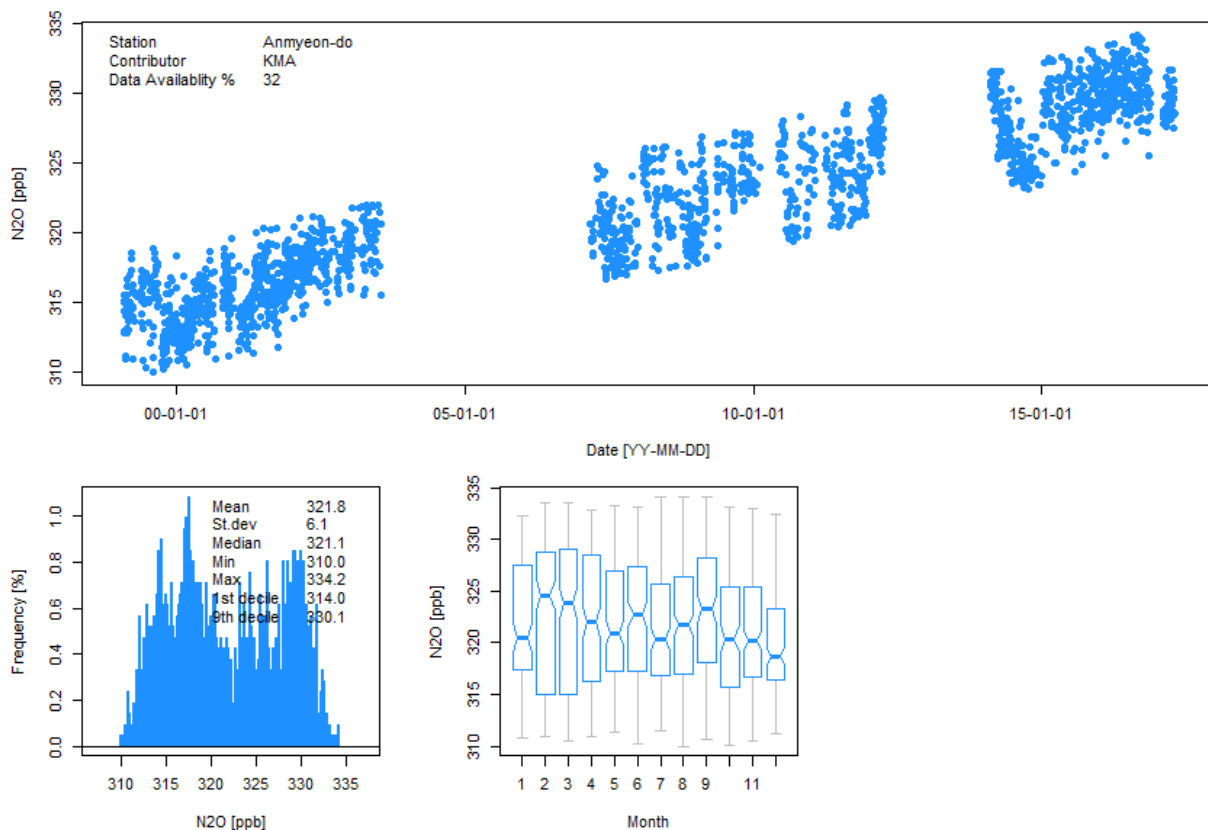 Station Anmyeon-do
Contributor KMA
Data Availablity % 32
335
330
325
320
315
310
N2O [ppb]
00-01-01 05-01-01 10-01-01 15-01-01
Date [YY-MM-DD]
Mean 321.8
St.dev 6.1
Median 321.1
Min 310.0
Max 334.2
1st decile 314.0
9th decile 330.1
1.0
0.8
0.6
0.4
0.2
0.0
Frequency [%]
310 315 320 325 330 335
N2O [ppb]
335
330
325
320
315
310
N2O [ppb]
1 2 3 4 5 6 7 8 9 11
Month